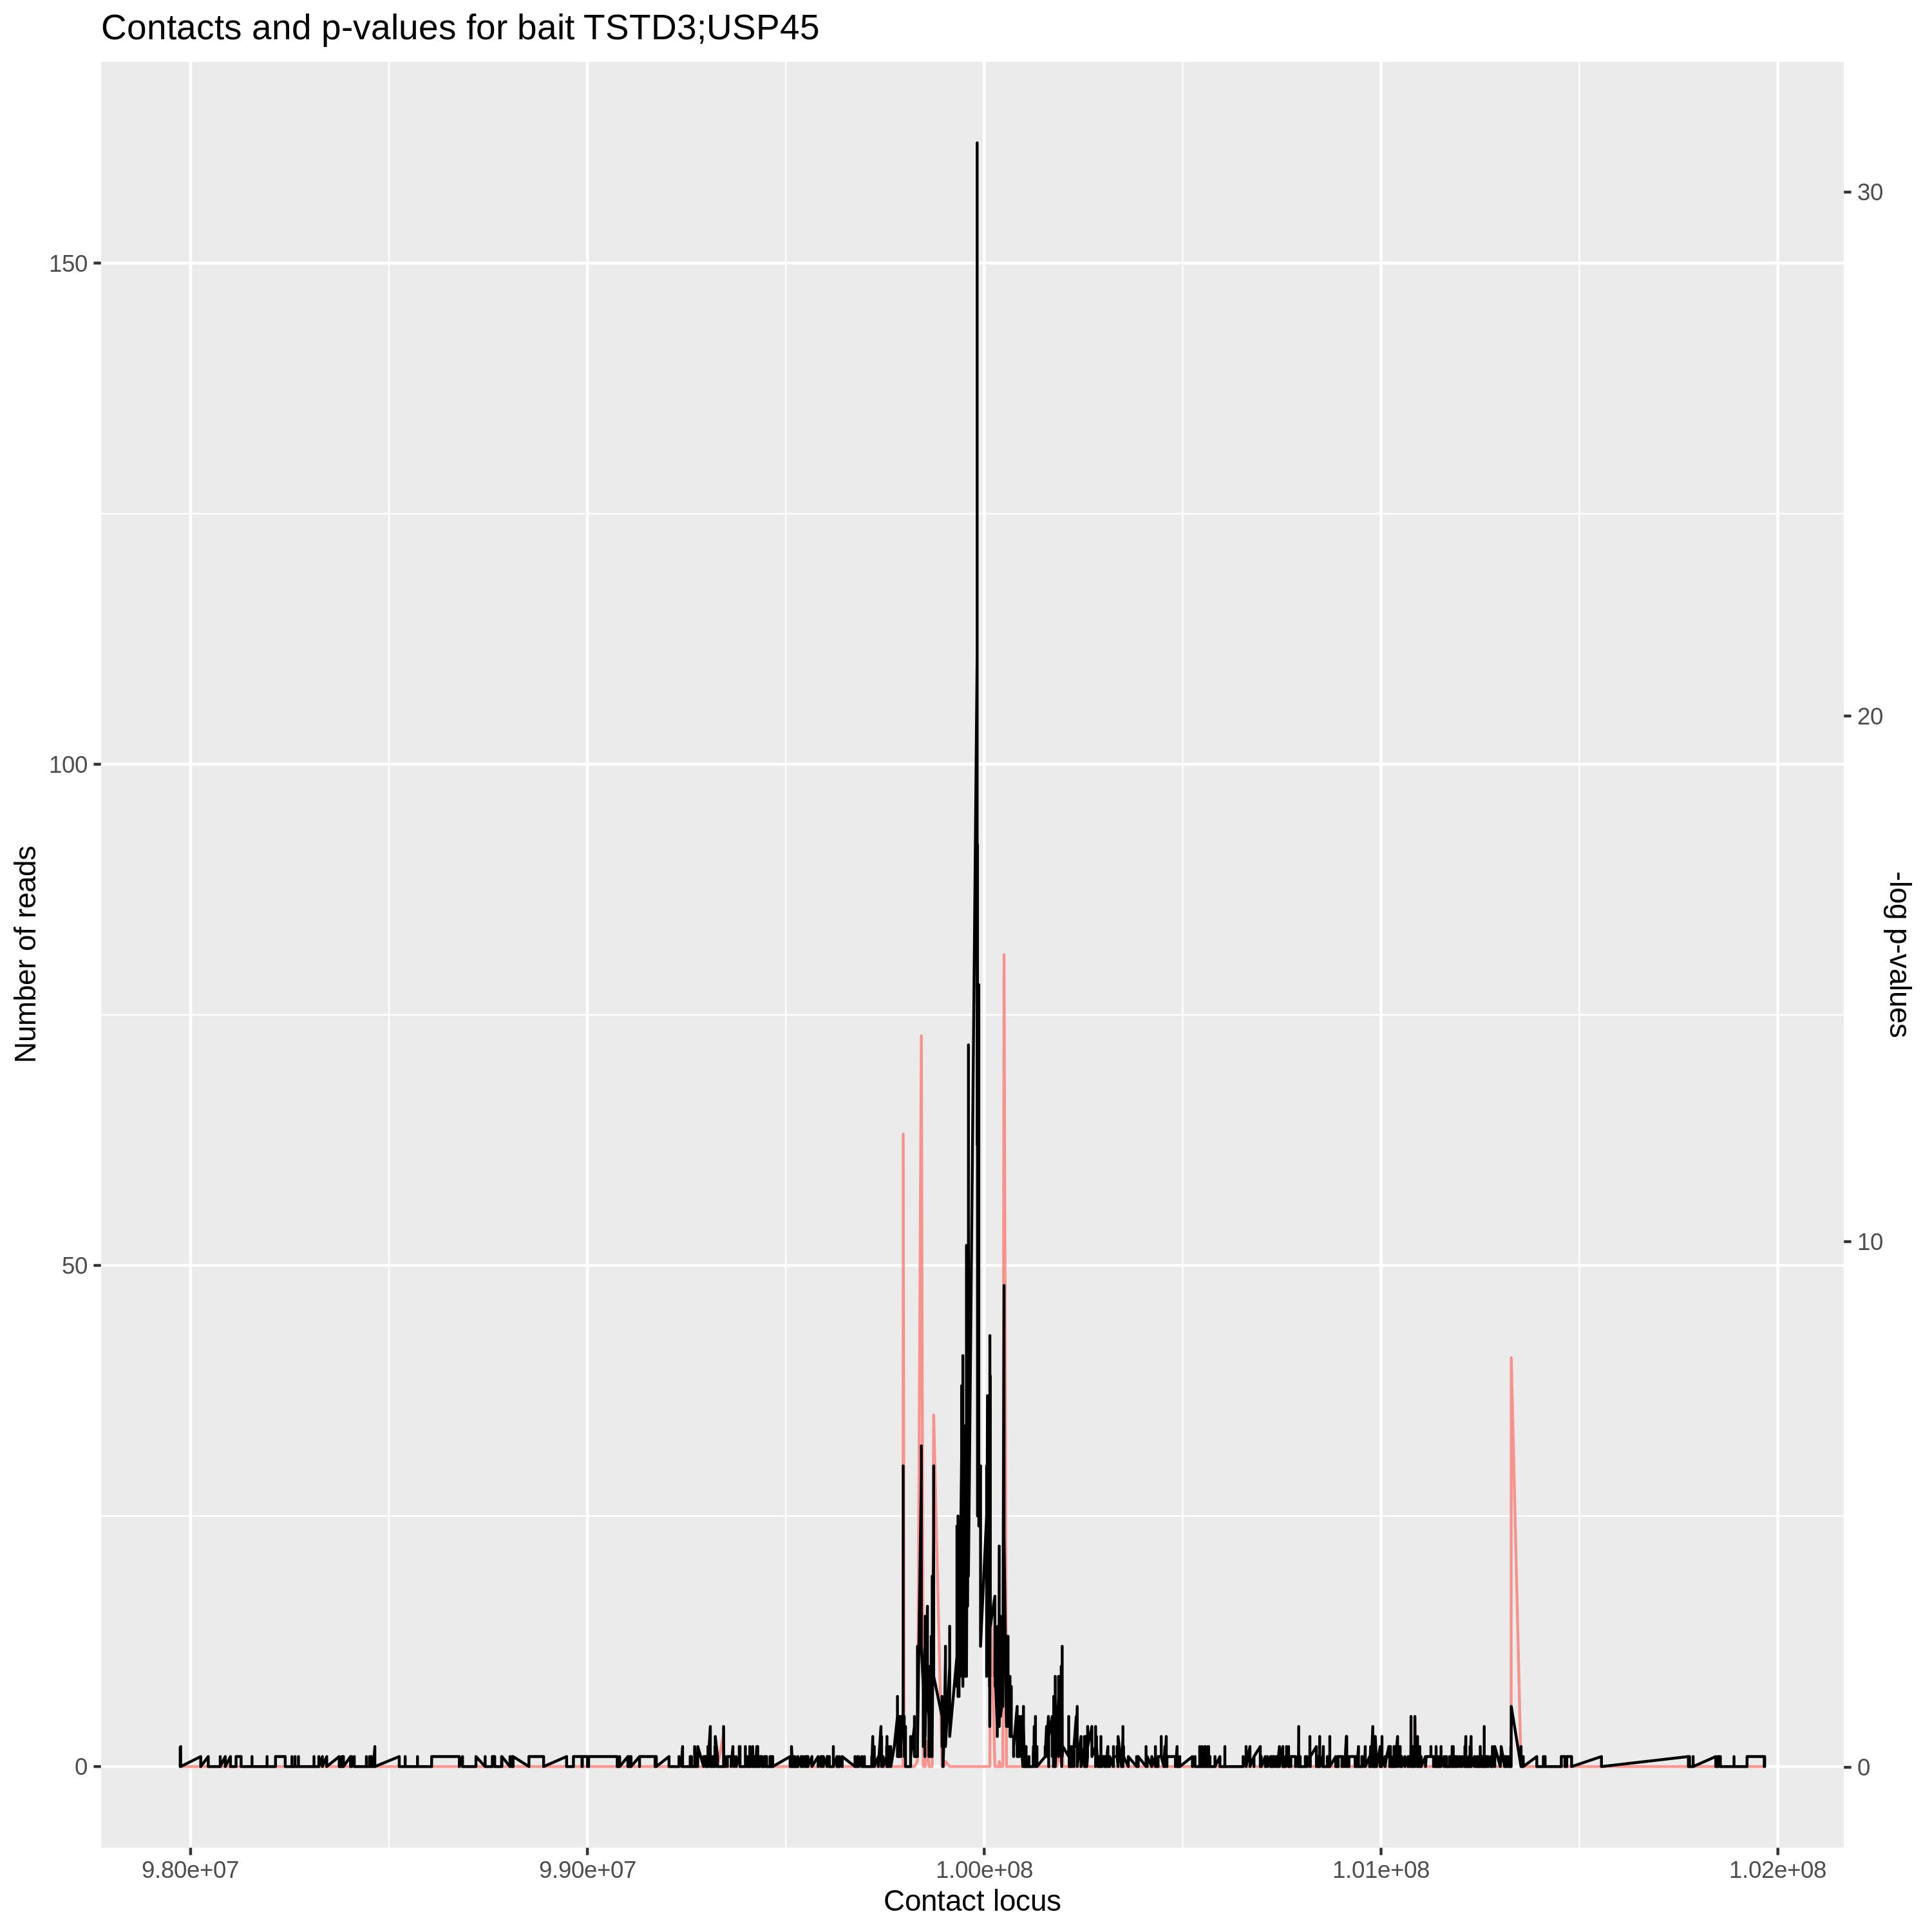 Contacts and p-values for bait TSTD3;USP45
150
100
50
0
Number of reads
30
20
10
0
-log p-values
9.80e+07
9.90e+07
1.00e+08
1.01e+08
1.02e+08
Contact locus